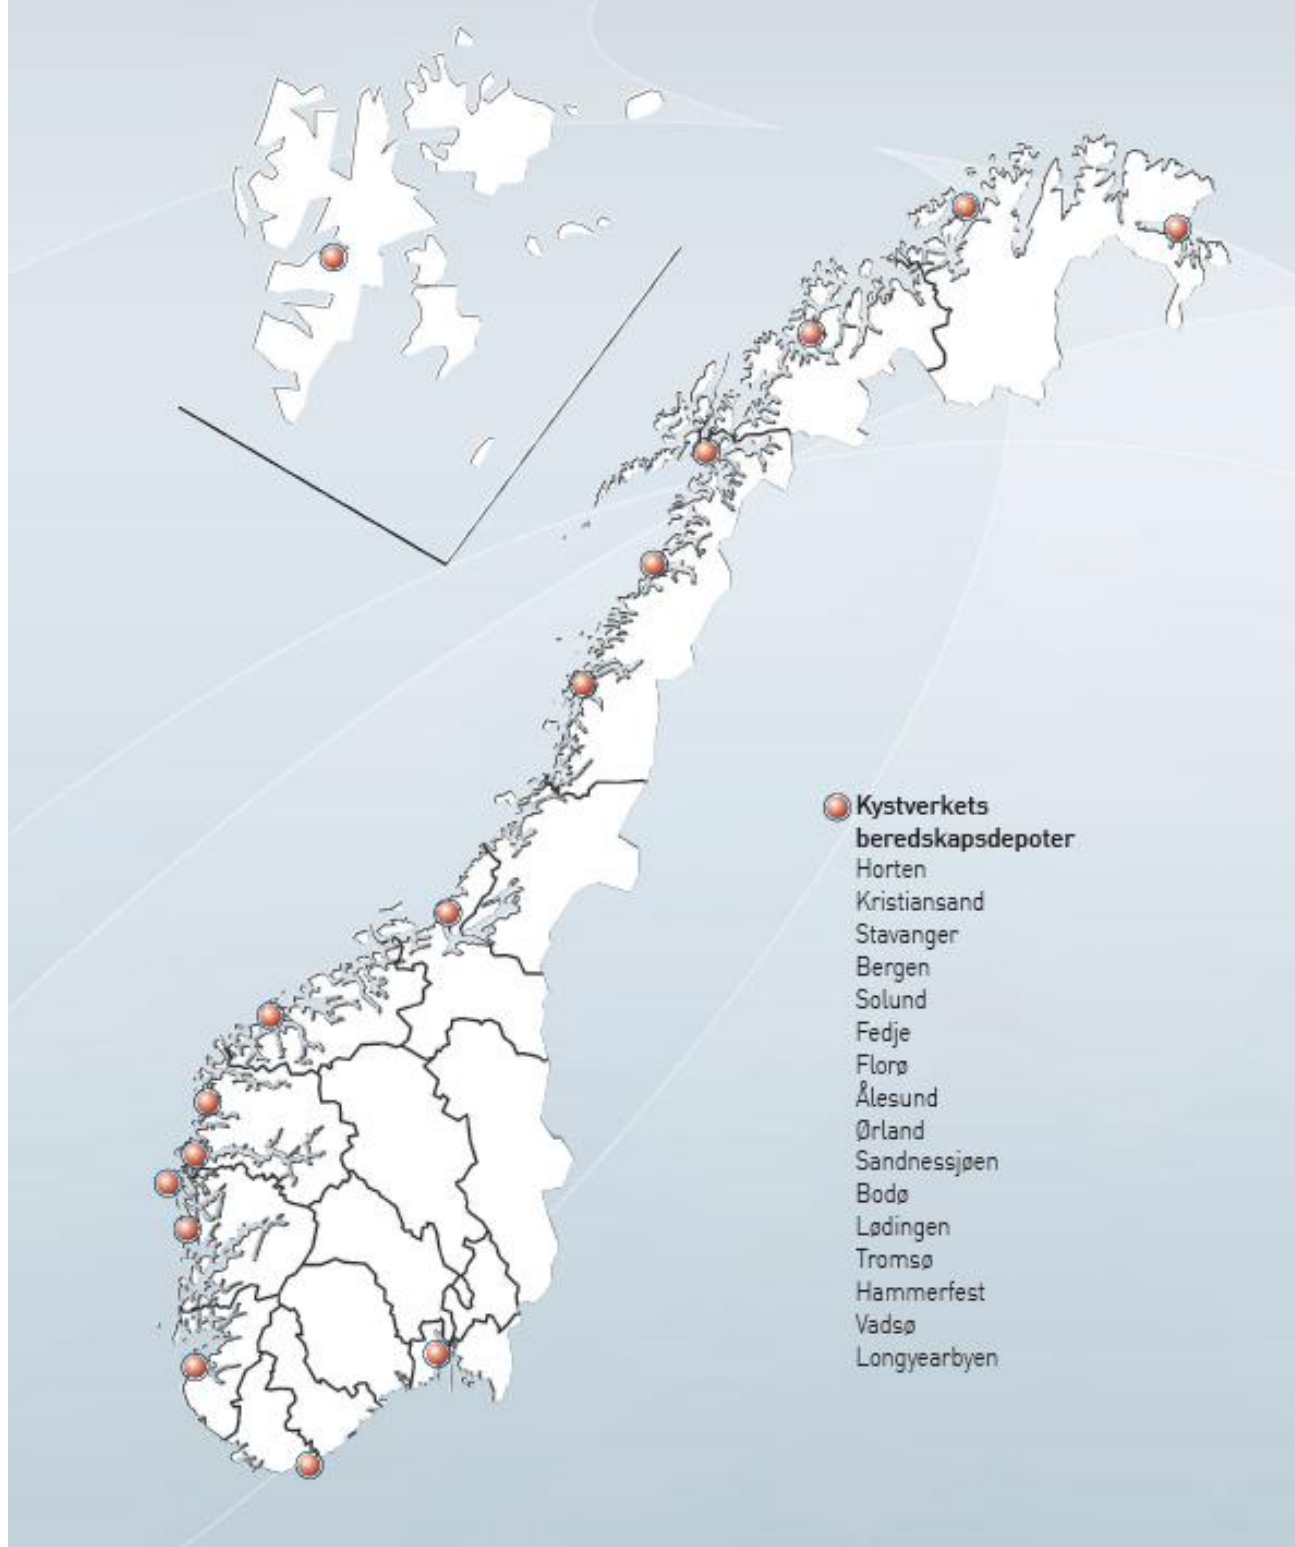 Kystverkets
beredskapsdepoter
Horten
Kristiansand
Stavanger
Bergen
Solund
Fedje
Florø
Ålesund
Ørland
Sandnessjøen
Bodø
Lødingen
Tromsø
Hammerfest
Vadsø
Longyearbyen